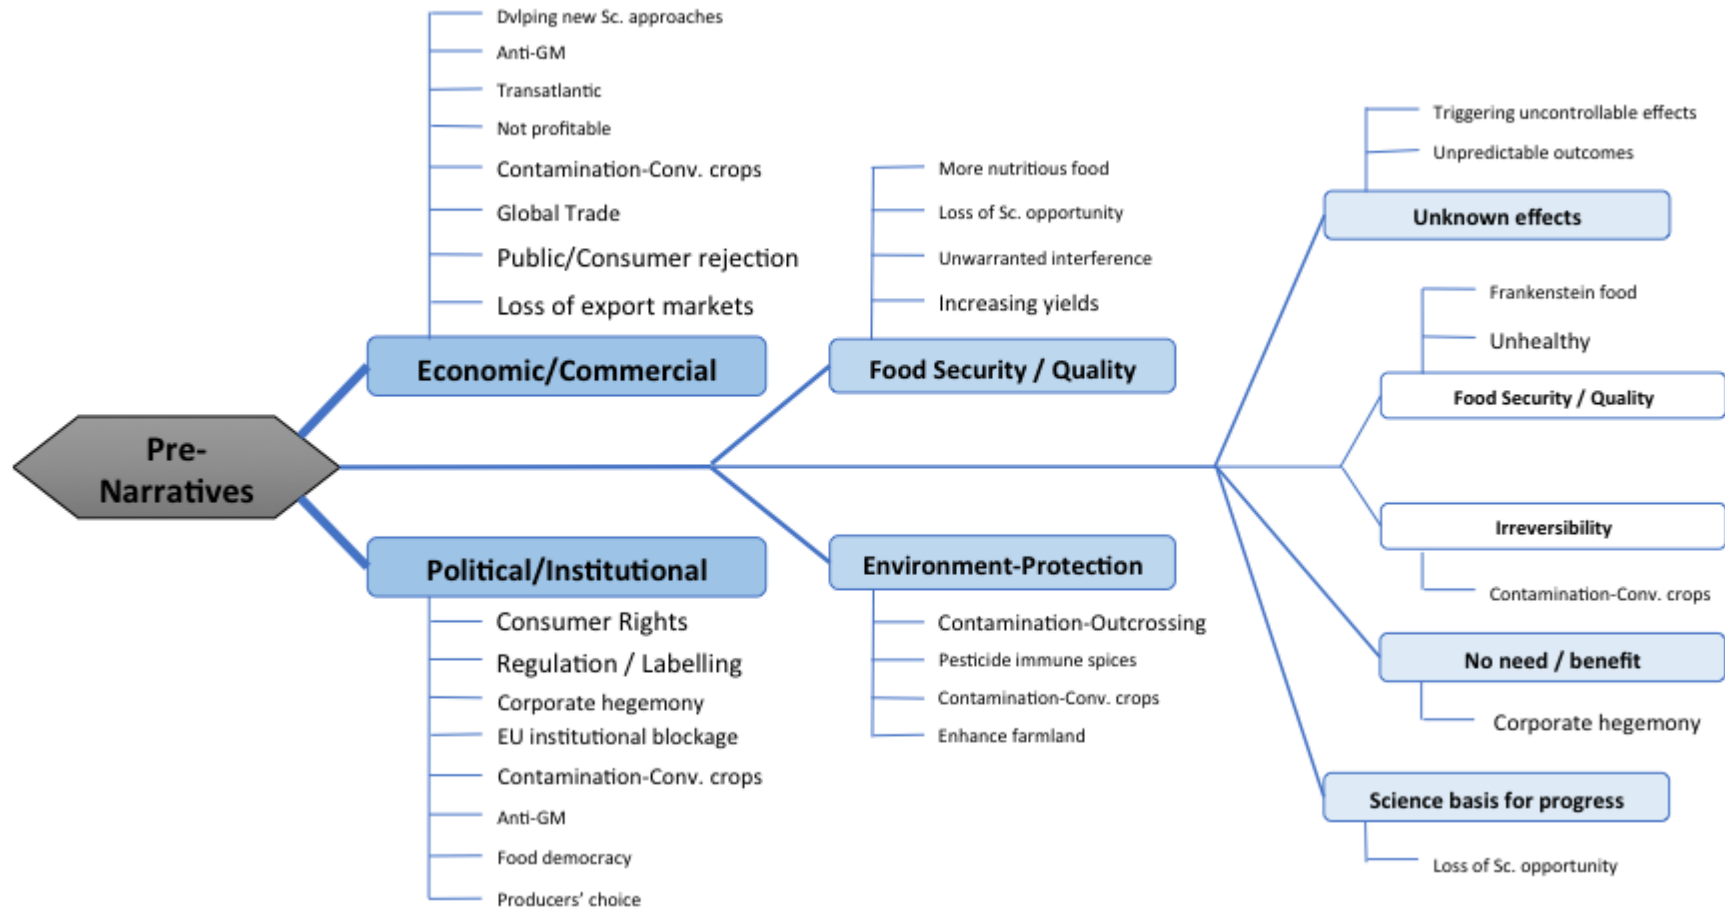 Dvlping new Sc. approaches
Anti-GM
Transatlantic
Not profitable
Contamination-Conv. crops
Global Trade
Public/Consumer rejection
Loss of export markets
Economic/Commercial
Pre-
Narratives
Political/Institutional
Consumer Rights
Regulation / Labelling
Corporate hegemony
EU institutional blockage
Contamination-Conv. crops
Anti-GM
Food democracy
Producers’ choice
More nutritious food
Loss of Sc. opportunity
Unwarranted interference
Increasing yields
Food Security / Quality
Environment-Protection
Contamination-Outcrossing
Pesticide immune spices
Contamination-Conv. crops
Enhance farmland
Triggering uncontrollable effects
Unpredictable outcomes
Unknown effects
Frankenstein food
Unhealthy
Food Security / Quality
Irreversibility
Contamination-Conv. crops
No need / benefit
Corporate hegemony
Science basis for progress
Loss of Sc. opportunity